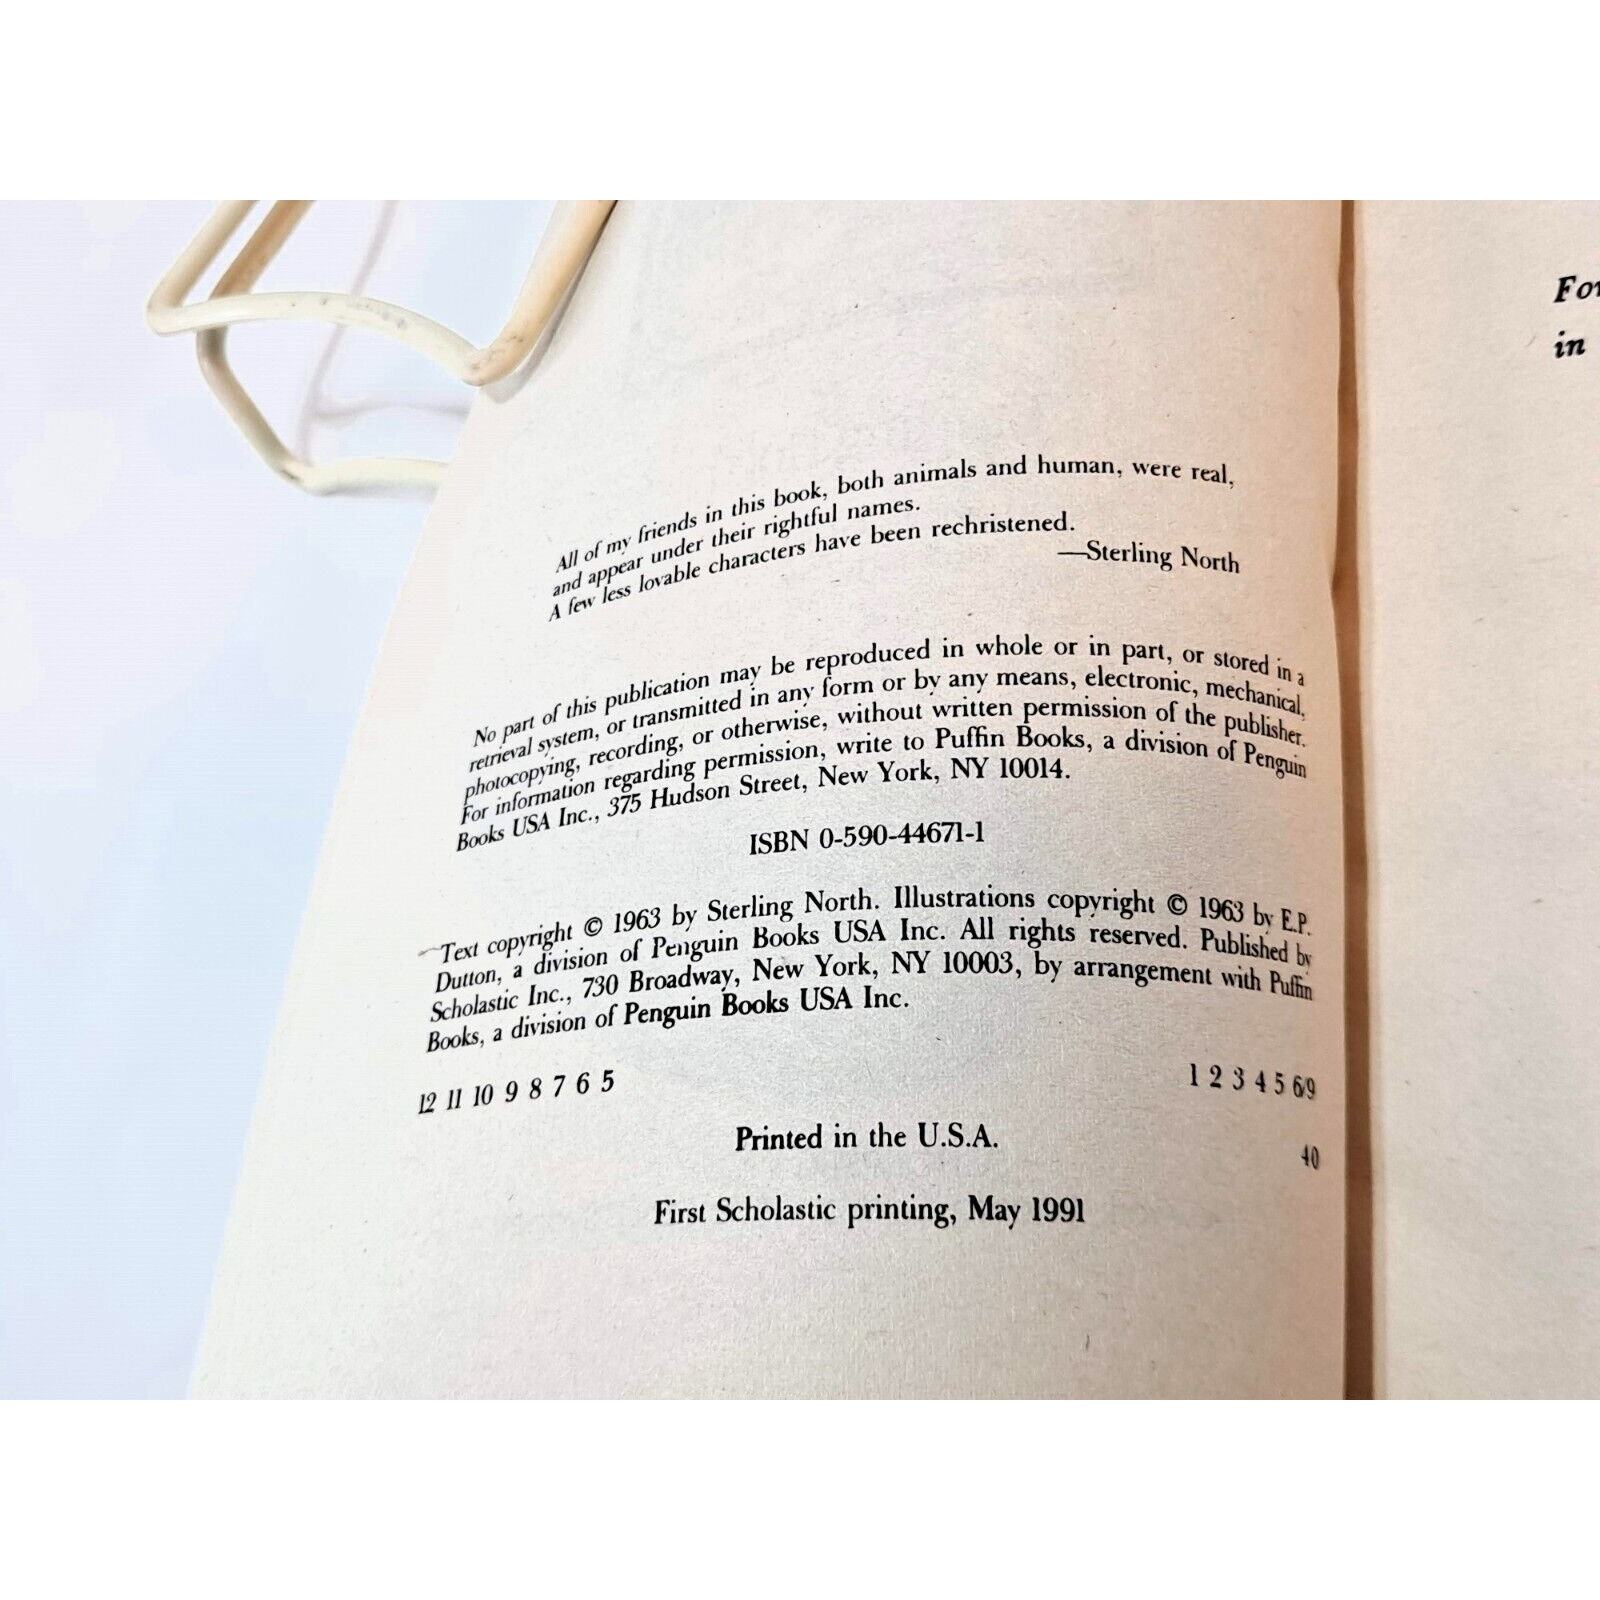 All of my friends in this book, both animals and human, were real,
and appear under their rightful names.
A few less lovable characters have been rechristened.
—Sterling North
No part of this publication may be reproduced in whole or in part, or stored in a
retrieval system, or transmitted in any form or by any means, electronic, mechanical,
photocopying, recording, or otherwise, without written permission of the publisher.
For information regarding permission, write to Puffin Books, a division of Penguin
Books USA Inc., 375 Hudson Street, New York, NY 10014.
ISBN 0-590-44671-1
Text copyright © 1963 by Sterling North. Illustrations copyright © 1963 by E.P.
Dutton, a division of Penguin Books USA Inc. All rights reserved. Published by
Scholastic Inc., 730 Broadway, New York, NY 10003, by arrangement with Puffin
Books, a division of Penguin Books USA Inc.
12 11 10 9 8 7 6 5 1 2 3 4 5 6/9
Printed in the U.S.A. 40
First Scholastic printing, May 1991
in